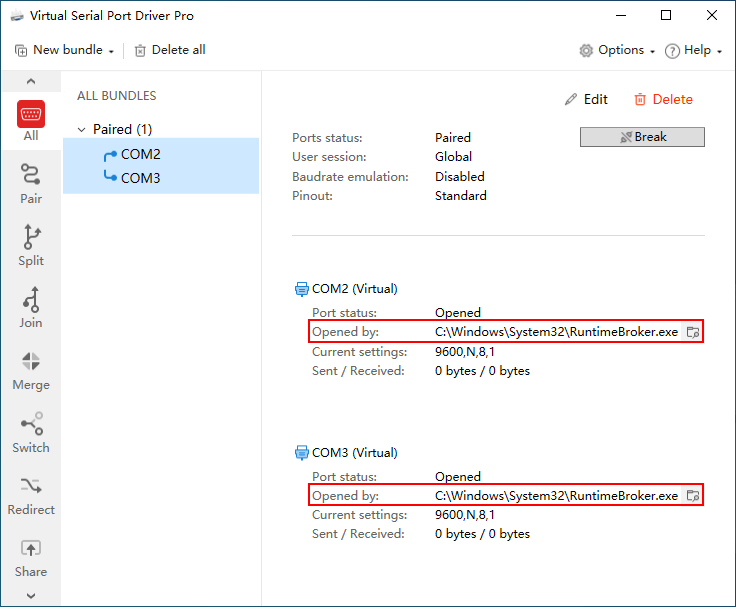 Virtual Serial Port Driver Pro
New bundle
Delete all
Options
Help
All
Pair
Split
Join
Merge
Switch
Redirect
Share
ALL BUNDLES
Paired (1)
COM2
COM3
Edit
Delete
Ports status: Paired
Break
User session: Global
Baudrate emulation: Disabled
Pinout: Standard
COM2 (Virtual)
Port status: Opened
Opened by: C:\Windows\System32\RuntimeBroker.exe
Current settings: 9600,N,8,1
Sent / Received: 0 bytes / 0 bytes
COM3 (Virtual)
Port status: Opened
Opened by: C:\Windows\System32\RuntimeBroker.exe
Current settings: 9600,N,8,1
Sent / Received: 0 bytes / 0 bytes